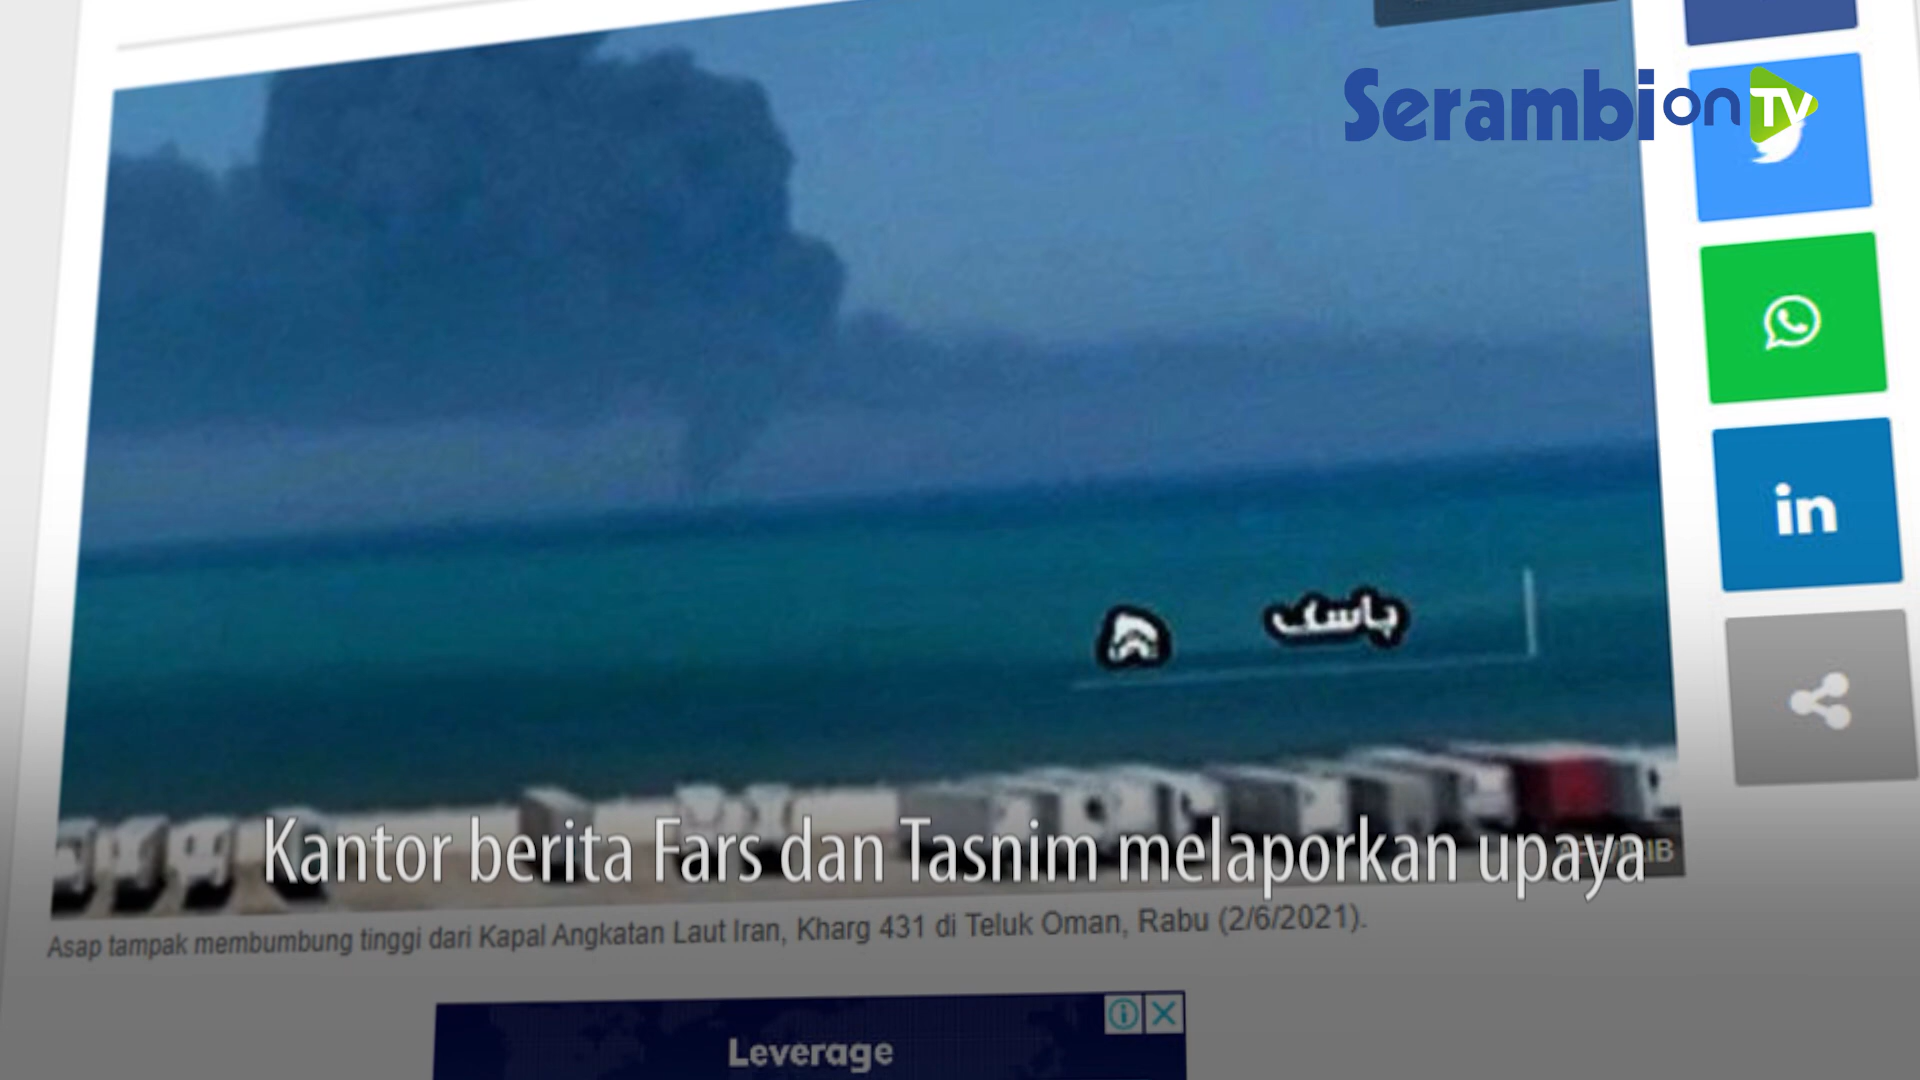 Serambi on TV
in
پاسک
Kantor berita Fars dan Tasnim melaporkan upaya
Asap tampak membumbung tinggi dari Kapal Angkatan Laut Iran, Kharg 431 di Teluk Oman, Rabu (2/6/2021).
Leverage